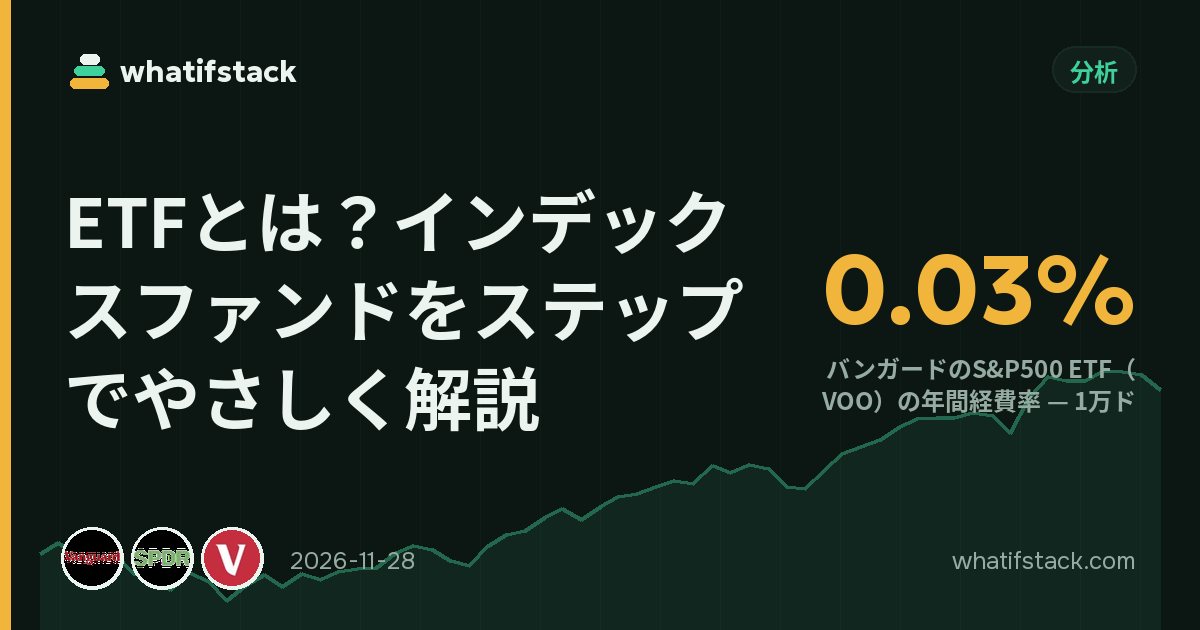 whatifstack
分析
ETFとは？インデック
スファンドをステップ
でやさしく解説
0.03%
バンガードのS&P500 ETF（
VOO）の年間経費率 — 1万ド
Vanguard
SPDR
V
2026-11-28
whatifstack.com